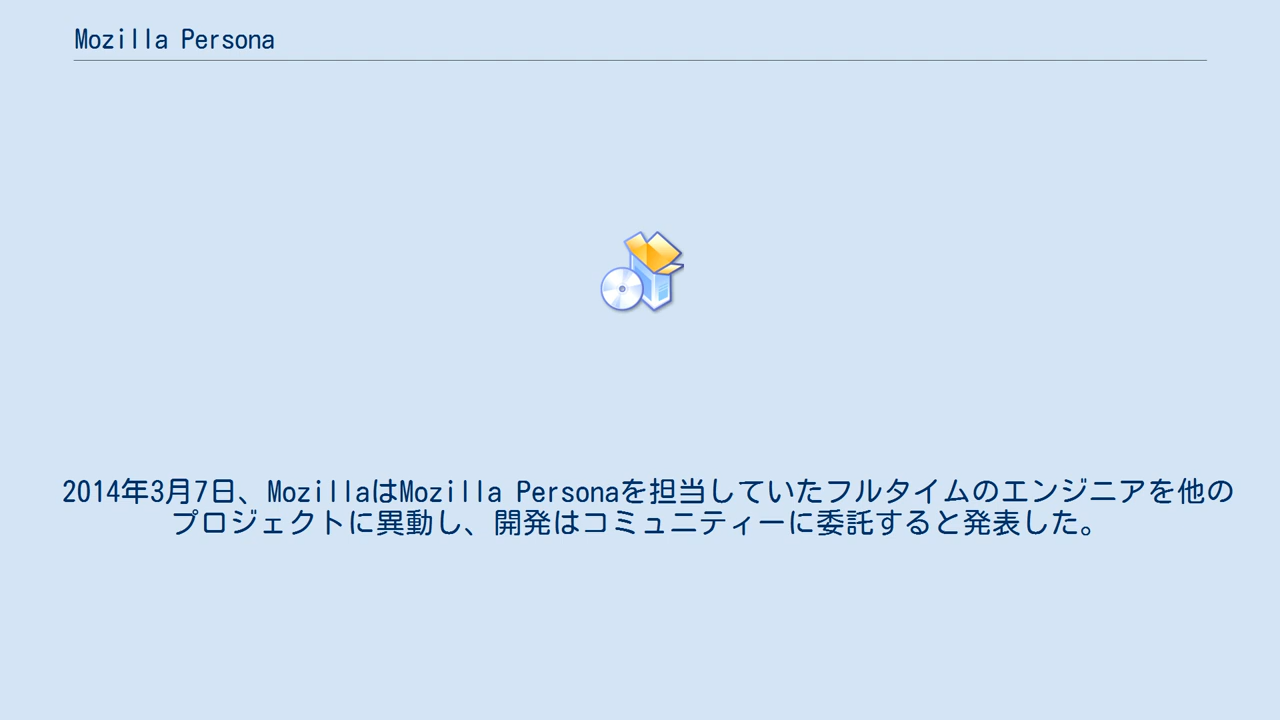 Mozilla Persona
2014年3月7日、MozillaはMozilla Personaを担当していたフルタイムのエンジニアを他の
プロジェクトに異動し、開発はコミュニティーに委託すると発表した。